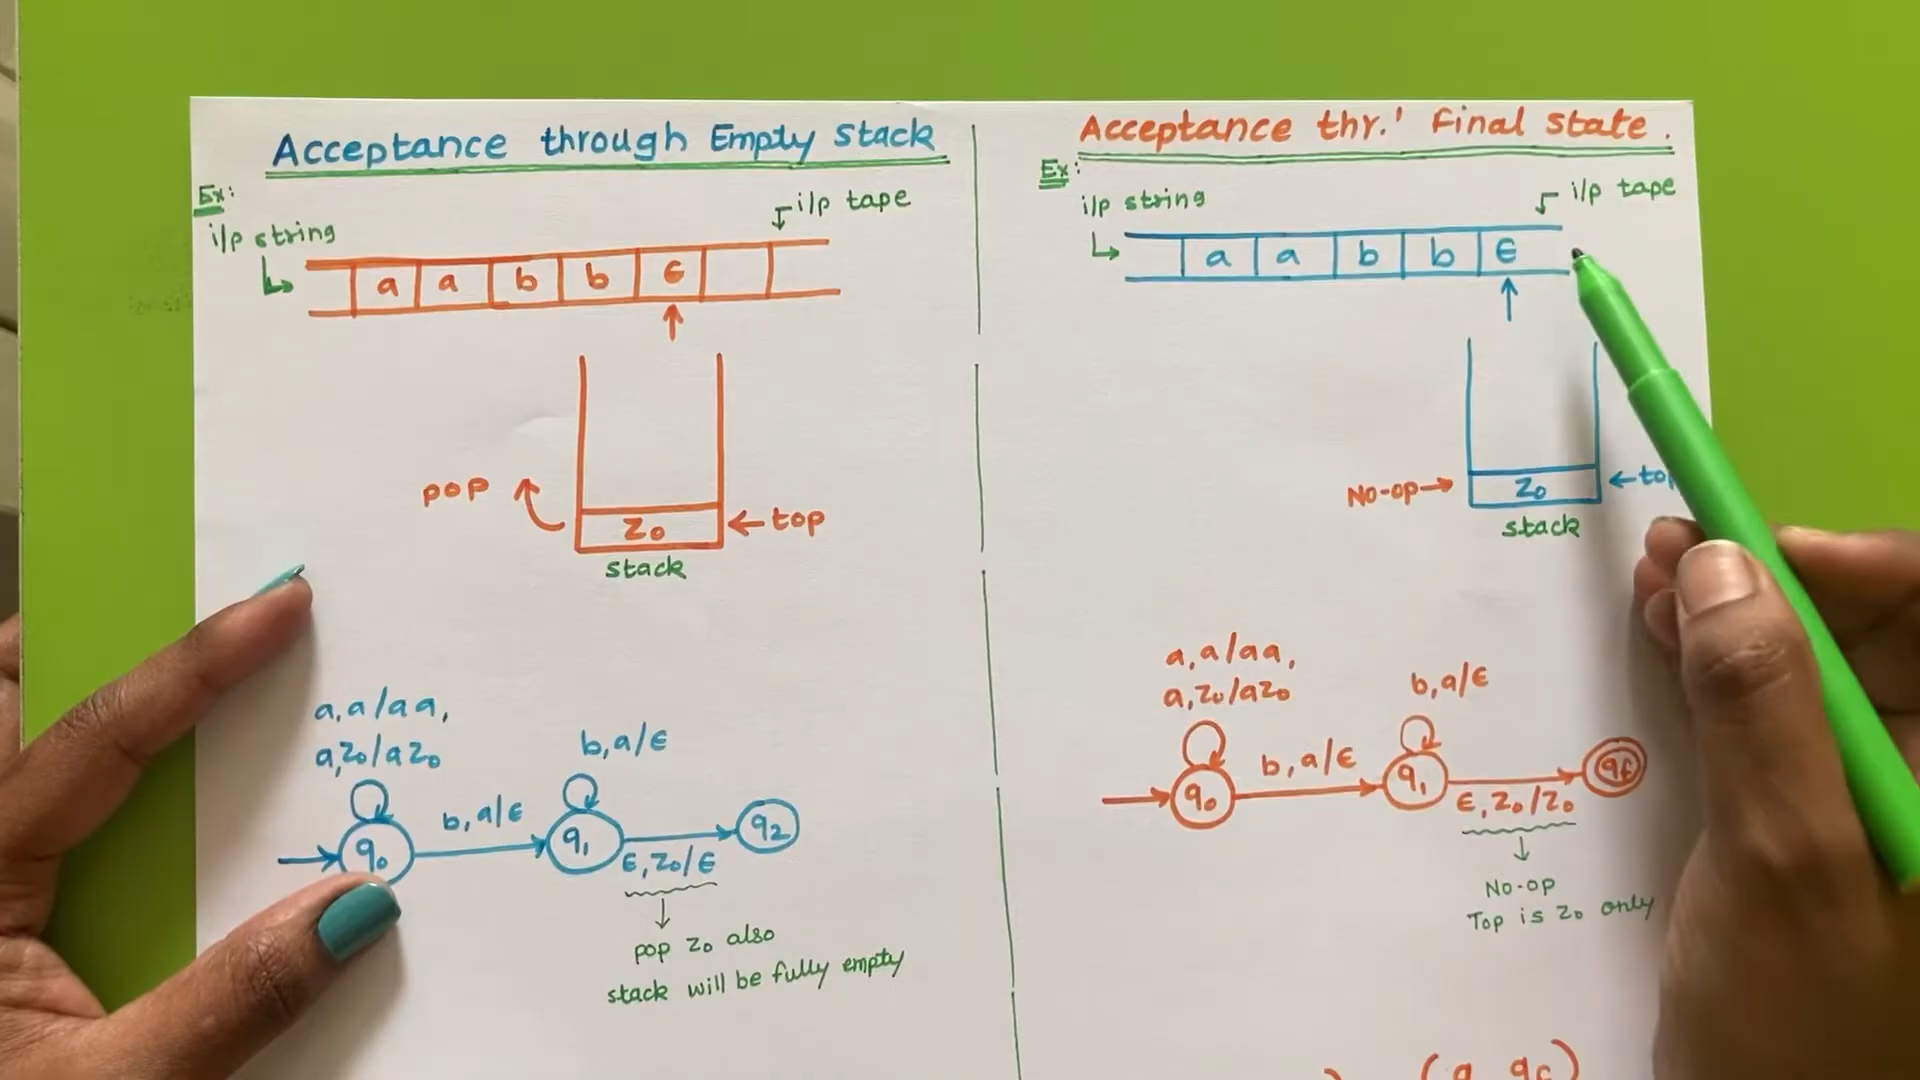 Acceptance through Empty stack
Ex:
i/p string
i/p tape
a a b b ϵ
pop
Z0
top
stack
a,a/aa,
a,Z0/aZ0
b,a/ϵ
b,a/ϵ
q0
q1
q2
ϵ,Z0/ϵ
pop Z0 also
stack will be fully empty
Acceptance thr.' Final state.
Ex:
i/p string
i/p tape
a a b b ϵ
No-op
Z0
stack
a,a/aa,
a,Z0/aZ0
b,a/ϵ
b,a/ϵ
q0
q1
qf
ϵ,Z0/Z0
No-op
Top is Z0 only